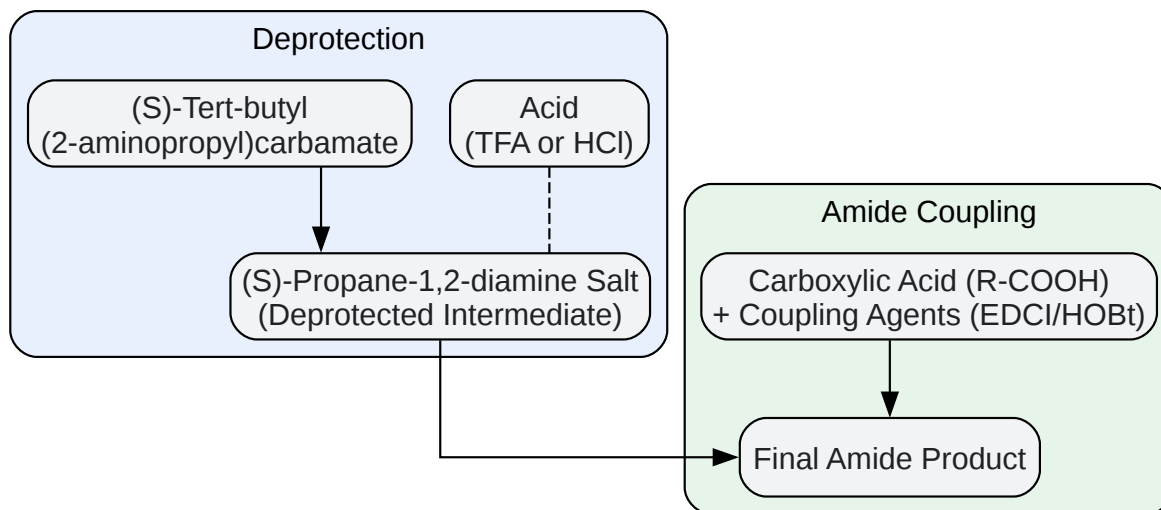 Deprotection
(S)-Tert-butyl
(2-aminopropyl)carbamate
Acid
(TFA or HCl)
(S)-Propane-1,2-diamine Salt
(Deprotected Intermediate)
Amide Coupling
Carboxylic Acid (R-COOH)
+ Coupling Agents (EDCI/HOBt)
Final Amide Product